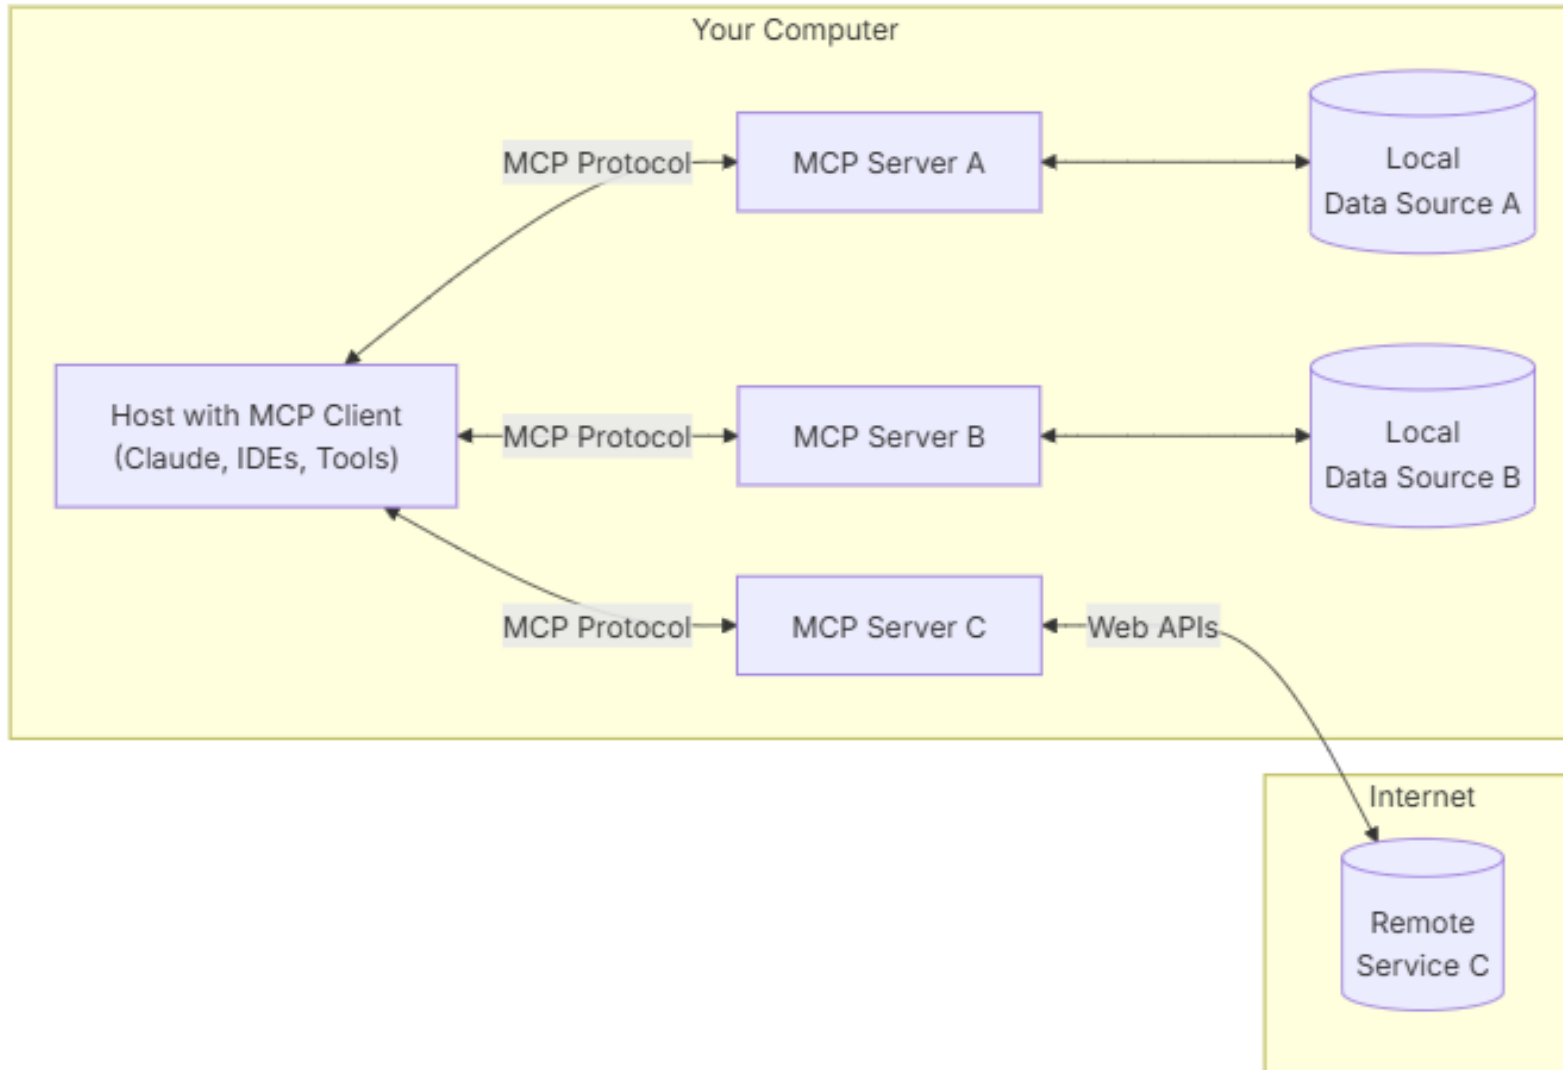 Your Computer
MCP Protocol
MCP Server A
Local
Data Source A
Host with MCP Client
(Claude, IDEs, Tools)
MCP Protocol
MCP Server B
Local
Data Source B
MCP Protocol
MCP Server C
Web APIs
Internet
Remote
Service C